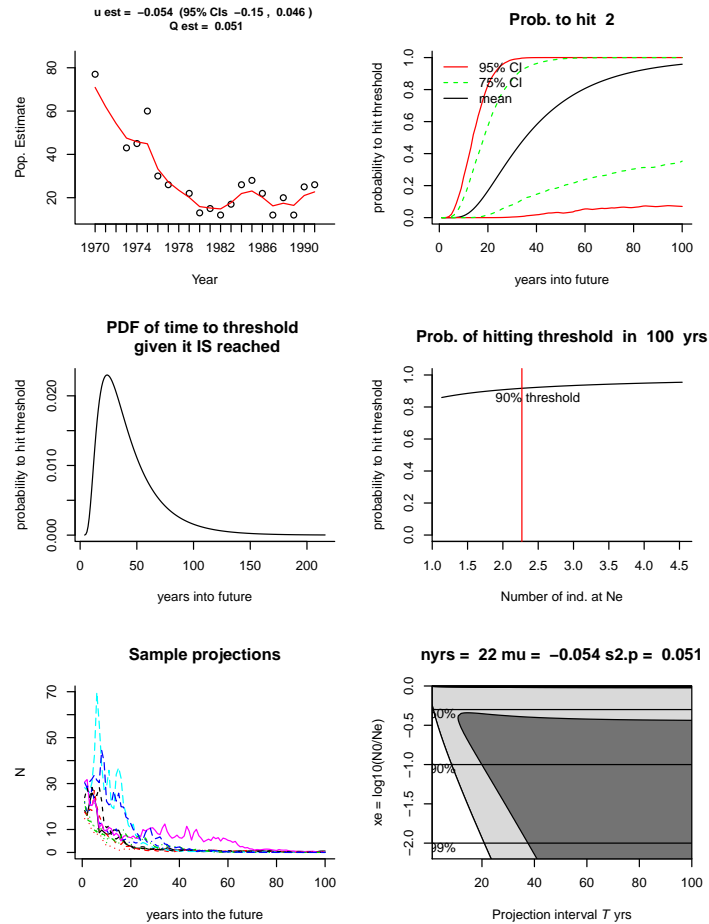 u est = −0.054 (95% CIs −0.15 , 0.046 )
Q est = 0.051
Pop. Estimate
80
60
40
20
1970 1974 1978 1982 1986 1990
Year
Prob. to hit 2
probability to hit threshold
1.0
0.8
0.6
0.4
0.2
0.0
95% CI
75% CI
mean
0 20 40 60 80 100
years into future
PDF of time to threshold
given it IS reached
probability to hit threshold
0.020
0.010
0.000
0 50 100 150 200
years into future
Prob. of hitting threshold in 100 yrs
probability to hit threshold
1.0
0.8
0.6
0.4
0.2
0.0
90% threshold
1.0 1.5 2.0 2.5 3.0 3.5 4.0 4.5
Number of ind. at Ne
Sample projections
N
70
50
30
10
0
0 20 40 60 80 100
years into the future
nyrs = 22 mu = −0.054 s2.p = 0.051
xe = log10(N0/Ne)
0.0
−0.5
−1.0
−1.5
−2.0
50%
90%
99%
20 40 60 80 100
Projection interval T yrs